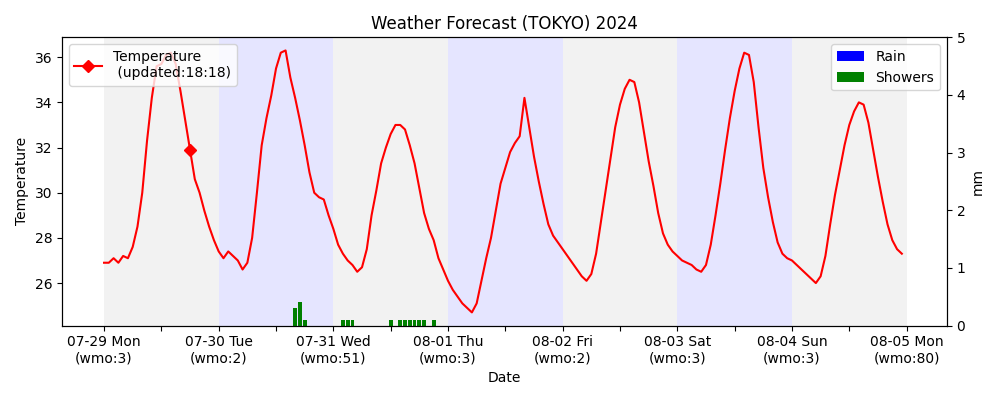 Weather Forecast (TOKYO) 2024
Temperature
(updated:18:18)
Rain
Showers
36
34
32
30
28
26
Temperature
5
4
3
2
1
0
mm
07-29 Mon
(wmo:3)
07-30 Tue
(wmo:2)
07-31 Wed
(wmo:51)
08-01 Thu
(wmo:3)
08-02 Fri
(wmo:2)
08-03 Sat
(wmo:3)
08-04 Sun
(wmo:3)
08-05 Mon
(wmo:80)
Date